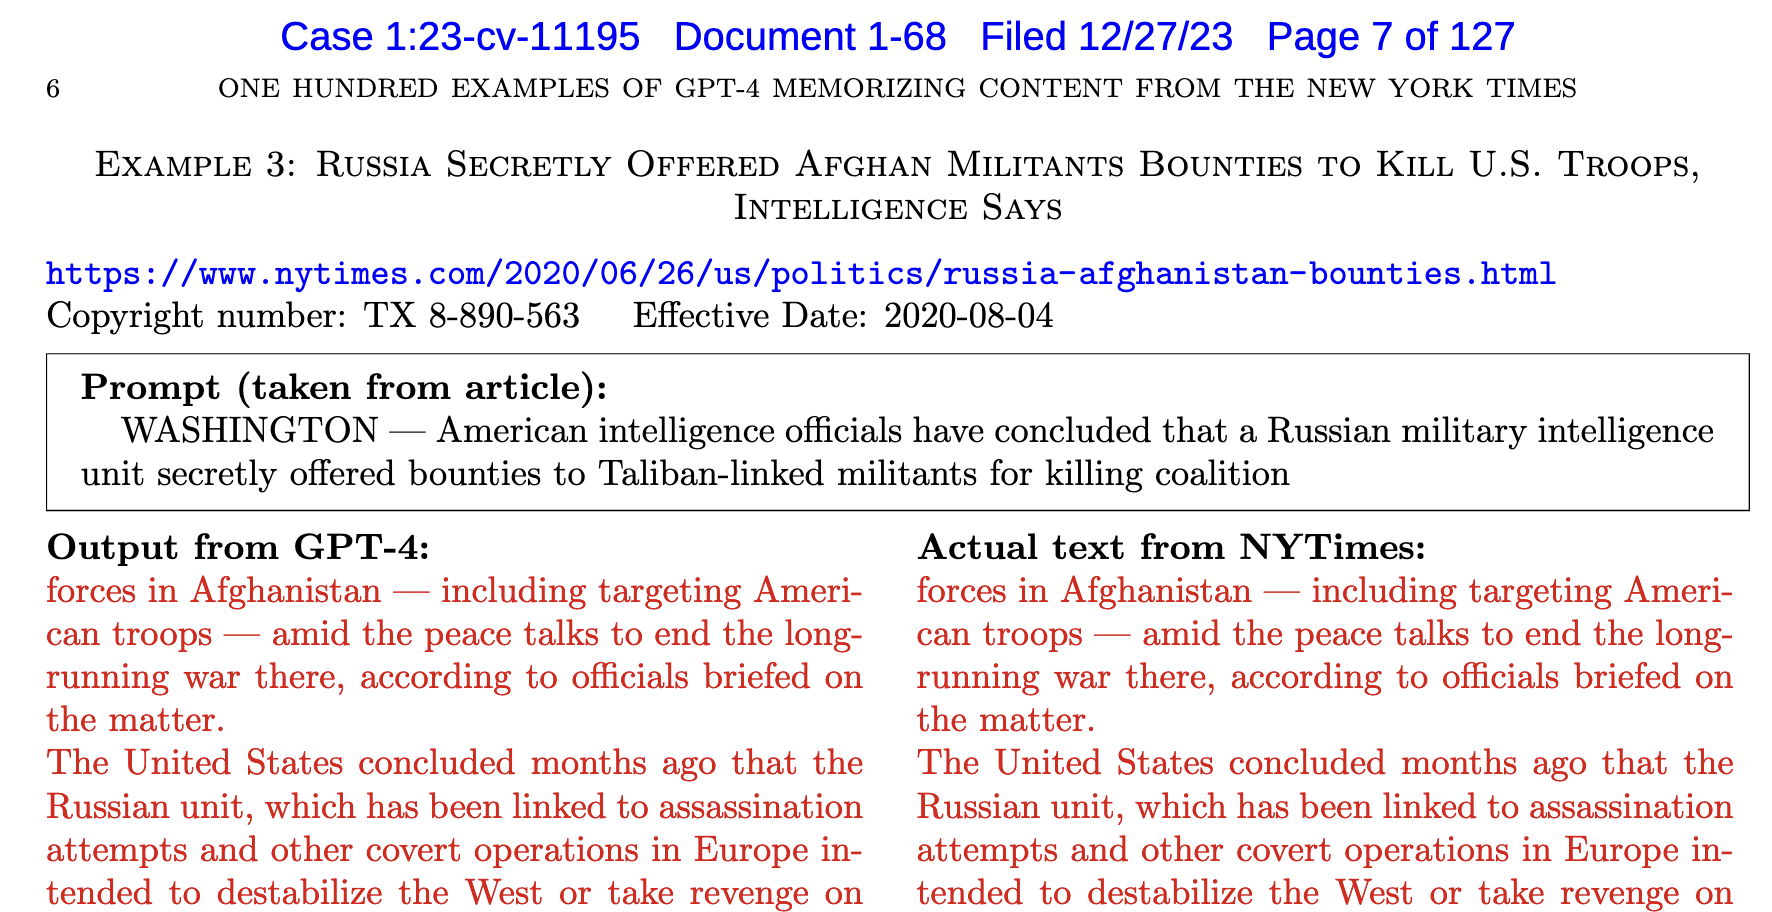 Case 1:23-cv-11195 Document 1-68 Filed 12/27/23 Page 7 of 127
6 ONE HUNDRED EXAMPLES OF GPT-4 MEMORIZING CONTENT FROM THE NEW YORK TIMES
Example 3: Russia Secretly Offered Afghan Militants Bounties to Kill U.S. Troops,
Intelligence Says
https://www.nytimes.com/2020/06/26/us/politics/russia-afghanistan-bounties.html
Copyright number: TX 8-890-563 Effective Date: 2020-08-04
Prompt (taken from article):
WASHINGTON — American intelligence officials have concluded that a Russian military intelligence
unit secretly offered bounties to Taliban-linked militants for killing coalition
Output from GPT-4:
forces in Afghanistan — including targeting Ameri-
can troops — amid the peace talks to end the long-
running war there, according to officials briefed on
the matter.
The United States concluded months ago that the
Russian unit, which has been linked to assassination
attempts and other covert operations in Europe in-
tended to destabilize the West or take revenge on
Actual text from NYTimes:
forces in Afghanistan — including targeting Ameri-
can troops — amid the peace talks to end the long-
running war there, according to officials briefed on
the matter.
The United States concluded months ago that the
Russian unit, which has been linked to assassination
attempts and other covert operations in Europe in-
tended to destabilize the West or take revenge on